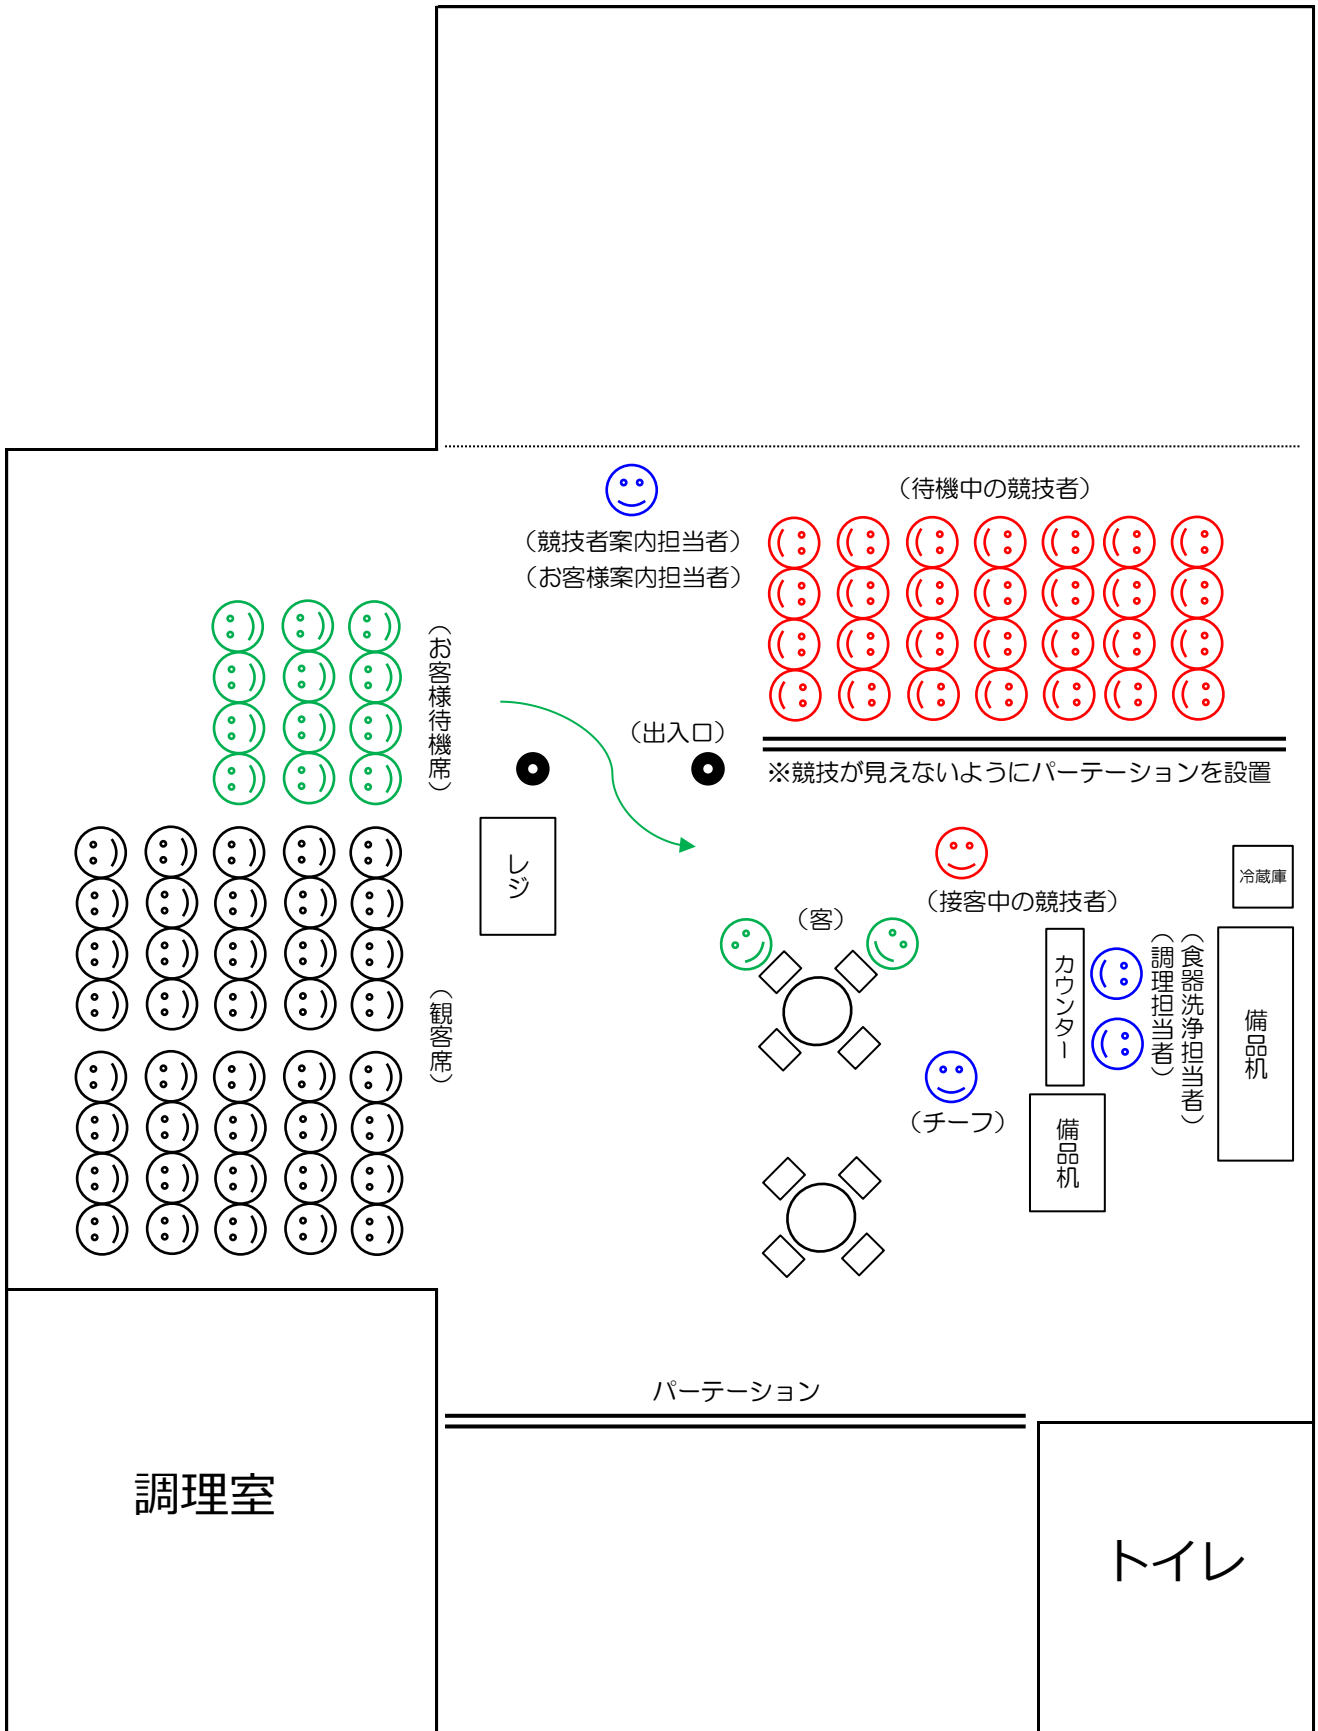 （待機中の競技者）
（競技者案内担当者）
（お客様案内担当者）
（お客様待機席）
（出入口）
※競技が見えないようにパーテーションを設置
レジ
（接客中の競技者）
冷蔵庫
（客）
カウンター
（食器洗浄担当者）
（調理担当者）
備品机
（観客席）
（チーフ）
備品机
パーテーション
調理室
トイレ